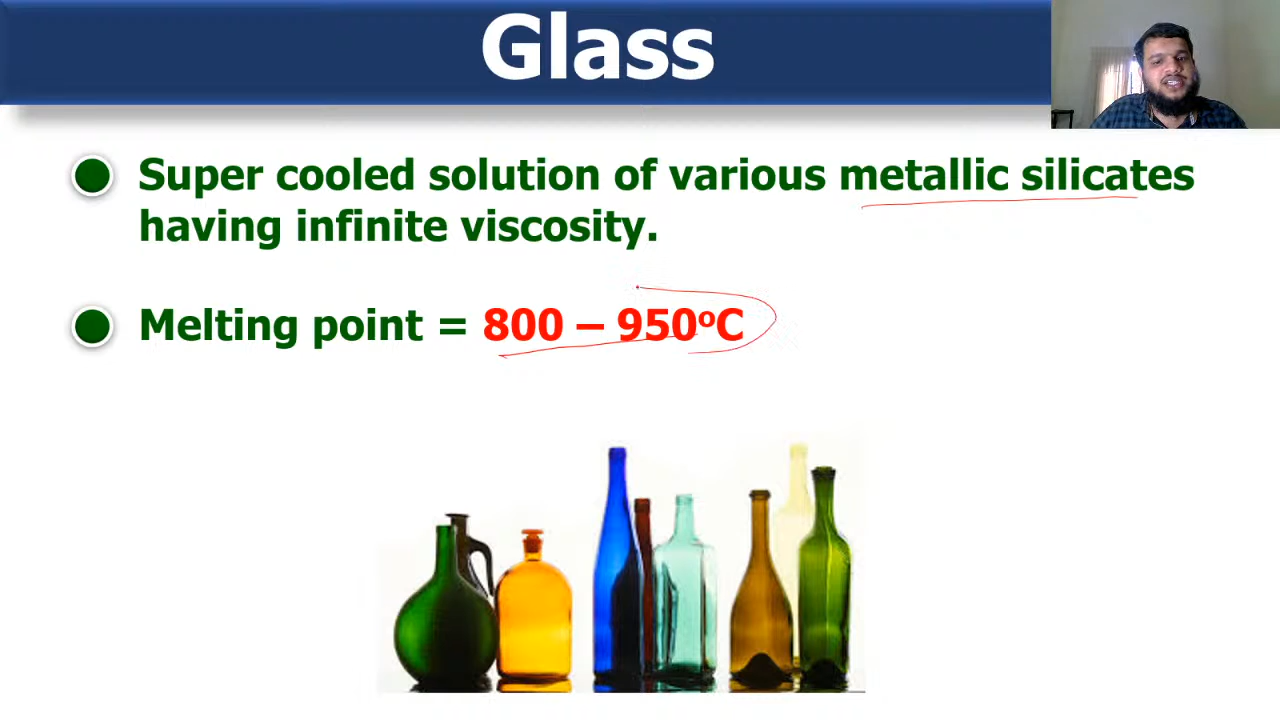 Glass
Super cooled solution of various metallic silicates
having infinite viscosity.
Melting point = 800 – 950ºC